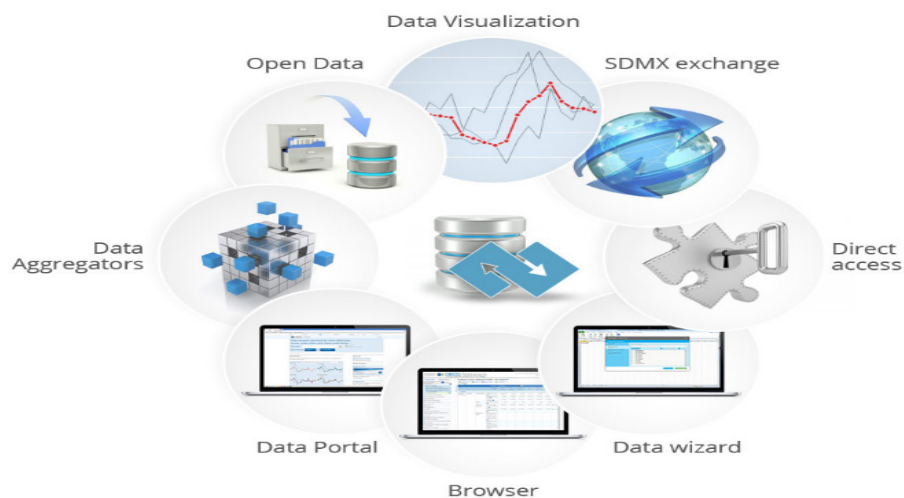 Data Visualization
Open Data
SDMX exchange
Data
Aggregators
Direct
access
Data Portal
Data wizard
Browser